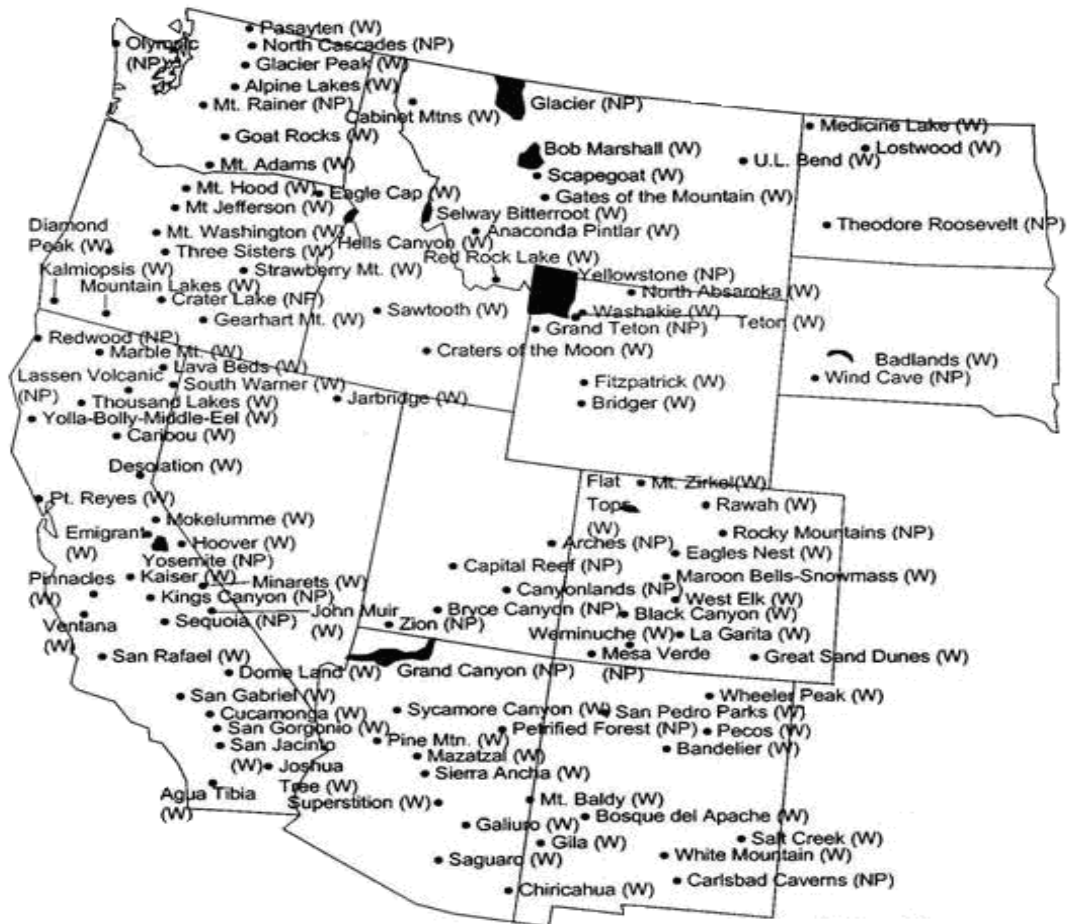 Pasayten (W)
Olympic
(NP)
North Cascades (NP)
Glacier Peak (W)
Alpine Lakes (W)
Mt. Rainer (NP)
Goat Rocks (W)
Mt. Adams (W)
Cabinet Mtns (W)
Glacier (NP)
Bob Marshall (W)
Scapegoat (W)
Gates of the Mountain (W)
U.L. Bend (W)
Medicine Lake (W)
Lostwood (W)
Theodore Roosevelt (NP)
Mt. Hood (W)
Eagle Cap (W)
Mt Jefferson (W)
Selway Bitterroot (W)
Anaconda Pintlar (W)
Hells Canyon (W)
Red Rock Lake (W)
Mt. Washington (W)
Diamond
Peak (W)
Three Sisters (W)
Strawberry Mt. (W)
Kalmiopsis (W)
Mountain Lakes (W)
Crater Lake (NP)
Gearhart Mt. (W)
Sawtooth (W)
Yellowstone (NP)
North Absaroka (W)
Washakie (W)
Teton (W)
Grand Teton (NP)
Craters of the Moon (W)
Badlands (W)
Wind Cave (NP)
Fitzpatrick (W)
Bridger (W)
Redwood (NP)
Marble Mt. (W)
Lava Beds (W)
Lassen Volcanic
(NP)
South Warner (W)
Jarbridge (W)
Thousand Lakes (W)
Yolla-Bolly-Middle-Eel (W)
Caribou (W)
Desolation (W)
Pt. Reyes (W)
Mokelumme (W)
Emigrant
(W)
Hoover (W)
Yosemite (NP)
Pinnacles
(W)
Kaiser (W)
Minarets (W)
Kings Canyon (NP)
John Muir
(W)
Ventana
(W)
Sequoia (NP)
San Rafael (W)
Dome Land (W)
San Gabriel (W)
Cucamonga (W)
San Gorgonio (W)
San Jacinto
(W)
Joshua
Tree (W)
Agua Tibia
(W)
Flat
Tops
(W)
Mt. Zirkel(W)
Rawah (W)
Rocky Mountains (NP)
Arches (NP)
Eagles Nest (W)
Capital Reef (NP)
Maroon Bells-Snowmass (W)
Canyonlands (NP)
West Elk (W)
Bryce Canyon (NP)
Black Canyon (W)
Zion (NP)
Weminuche (W)
La Garita (W)
Mesa Verde
(NP)
Great Sand Dunes (W)
Grand Canyon (NP)
Wheeler Peak (W)
Sycamore Canyon (W)
San Pedro Parks (W)
Petrified Forest (NP)
Pecos (W)
Pine Mtn. (W)
Bandelier (W)
Mazatzal (W)
Sierra Ancha (W)
Superstition (W)
Mt. Baldy (W)
Bosque del Apache (W)
Galiuro (W)
Gila (W)
Salt Creek (W)
Saguaro (W)
White Mountain (W)
Chiricahua (W)
Carlsbad Caverns (NP)